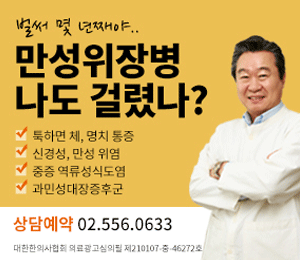 벌써 몇 년째야..
만성위장병
나도 걸렸나?
툭하면 체, 명치 통증
신경성, 만성 위염
중증 역류성식도염
과민성대장증후군
상담예약 02.556.0633
대한한의사협회 의료광고심의필 제210107-중-46272호